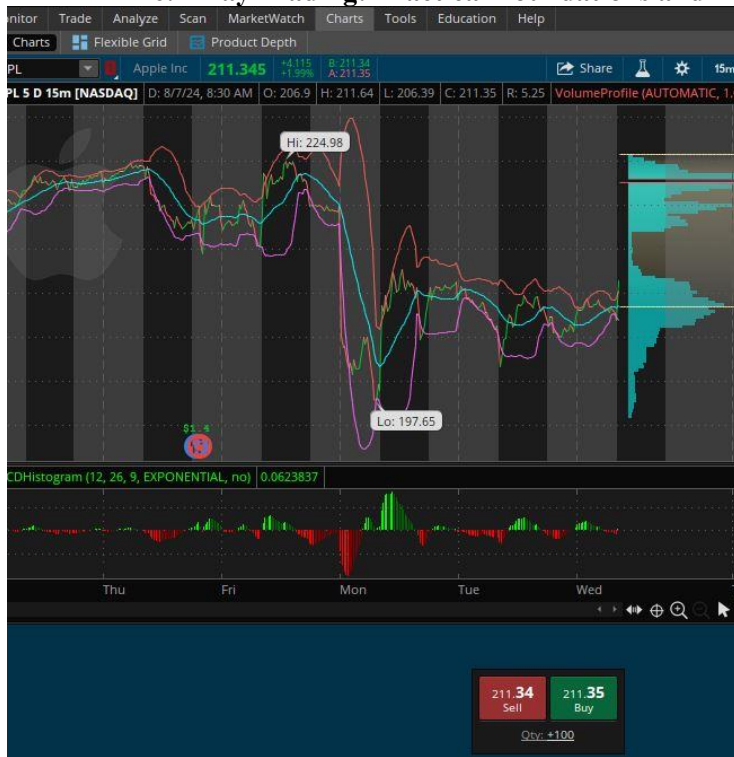 nitor Trade Analyze Scan MarketWatch Charts Tools Education Help
Charts Flexible Grid Product Depth
PL Apple Inc 211.345 +4.115 +1.99% B: 211.34 A: 211.35 Share 15m
PL 5 D 15m [NASDAQ] D: 8/7/24, 8:30 AM O: 206.9 H: 211.64 L: 206.39 C: 211.35 R: 5.25 VolumeProfile (AUTOMATIC, 1.
Hi: 224.98
Lo: 197.65
$1.4
CDHistogram (12, 26, 9, EXPONENTIAL, no) 0.0623837
Thu Fri Mon Tue Wed
211.34 211.35
Sell Buy
Qty: +100